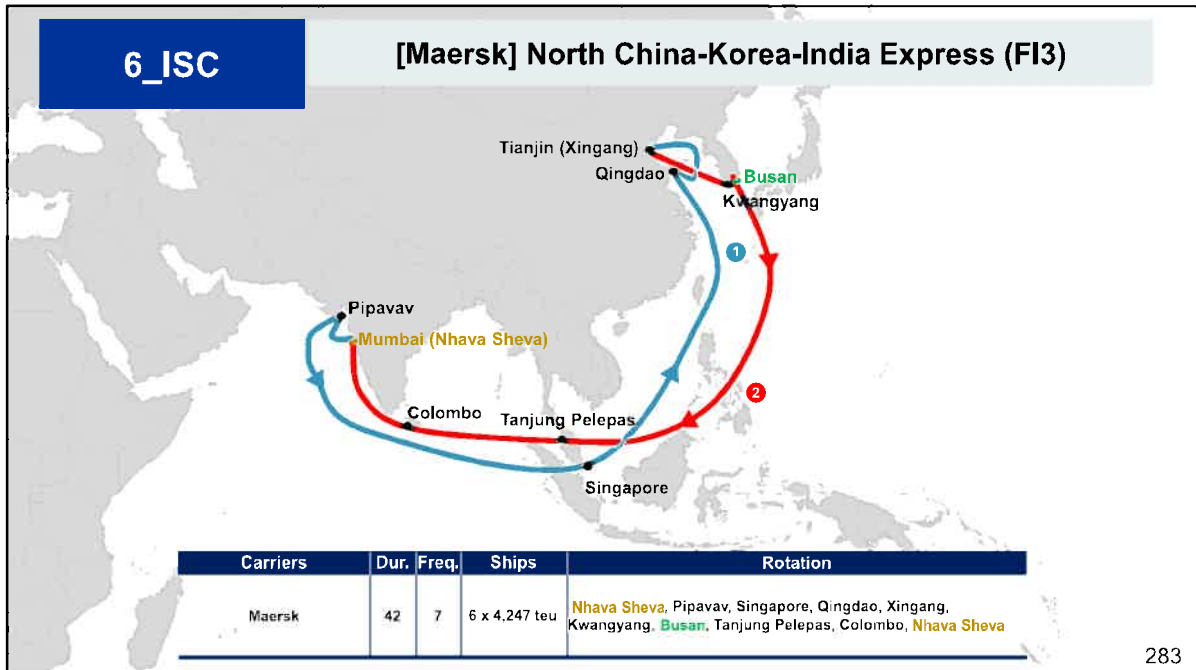 6_ISC
[Maersk] North China-Korea-India Express (FI3)
Tianjin (Xingang)
Qingdao
Busan
Kwangyang
1
Pipavav
Mumbai (Nhava Sheva)
2
Colombo
Tanjung Pelepas
Singapore
Carriers Dur. Freq. Ships Rotation
Maersk 42 7 6 x 4,247 teu
Nhava Sheva, Pipavav, Singapore, Qingdao, Xingang,
Kwangyang, Busan, Tanjung Pelepas, Colombo, Nhava Sheva
283